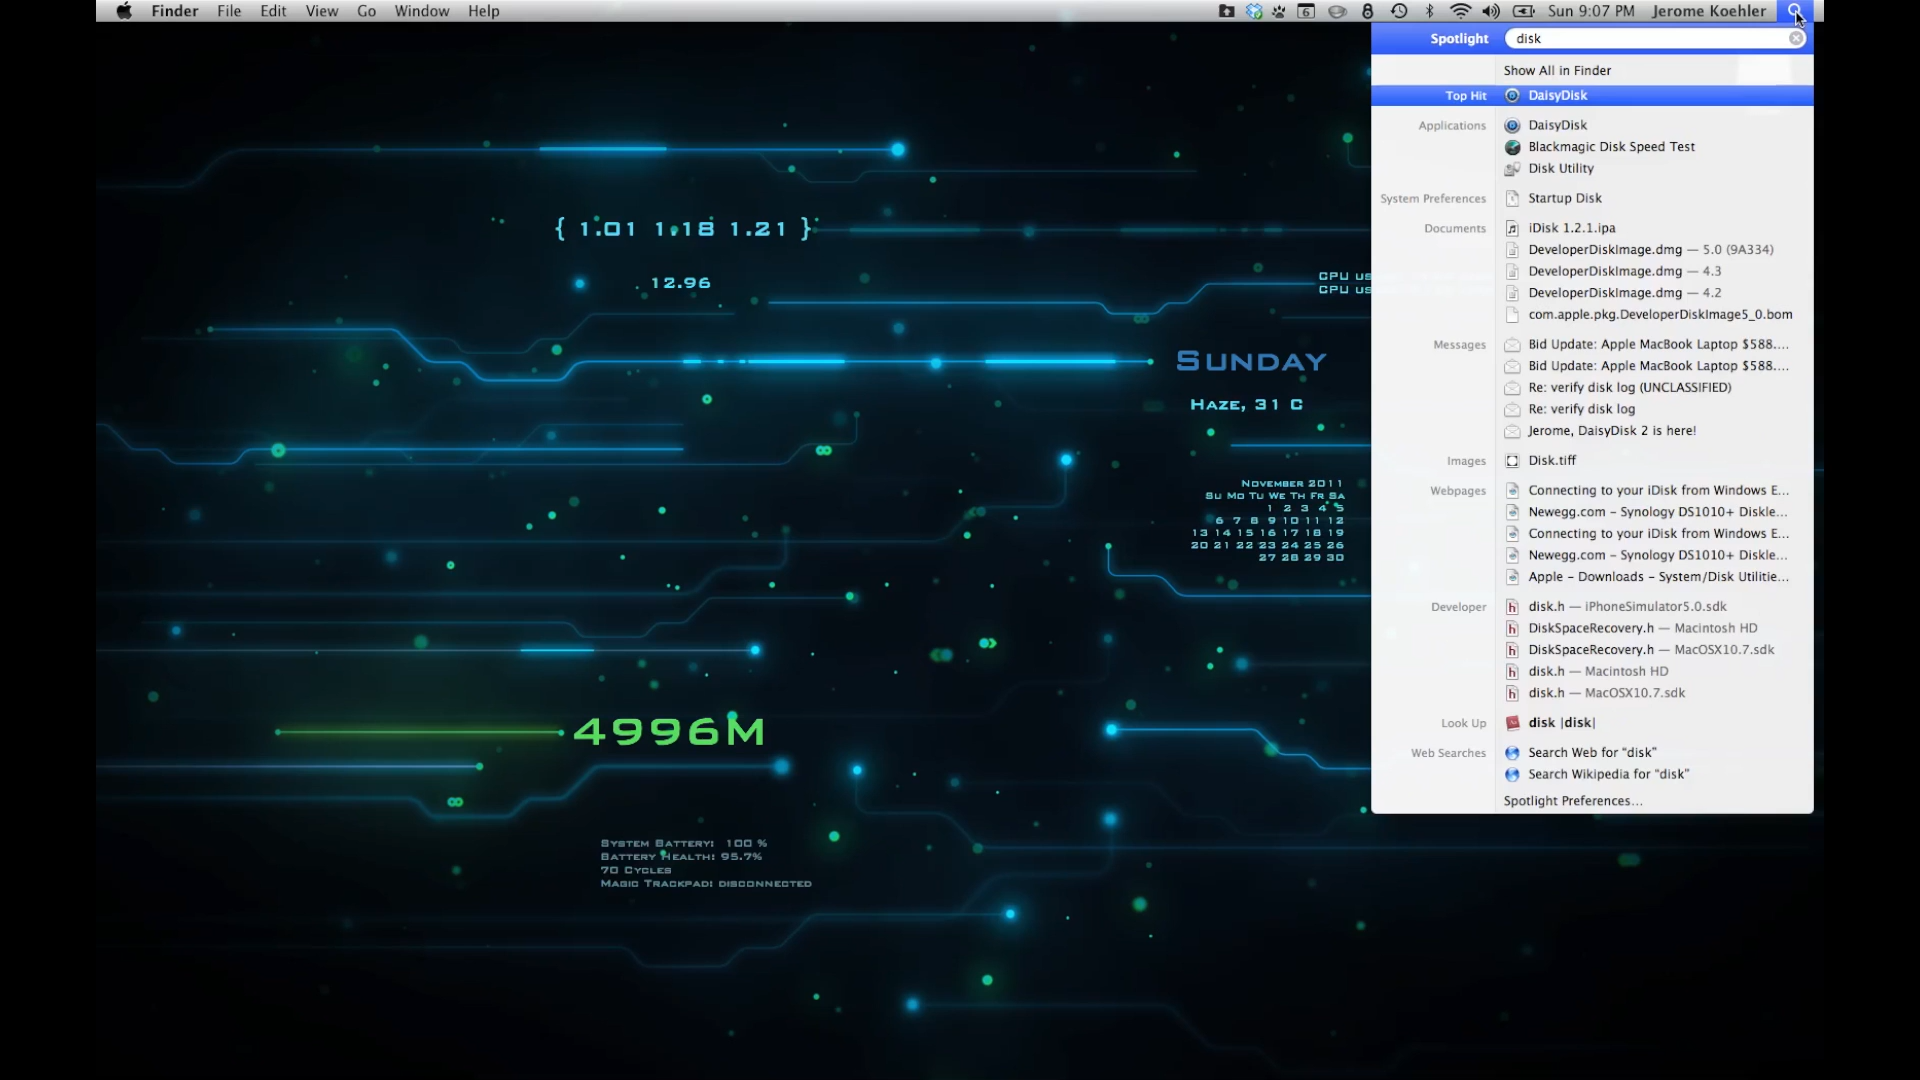 Finder File Edit View Go Window Help
6 Sun 9:07 PM Jerome Koehler
Spotlight disk
Show All in Finder
Top Hit DaisyDisk
Applications DaisyDisk
Blackmagic Disk Speed Test
Disk Utility
System Preferences Startup Disk
Documents iDisk 1.2.1.ipa
DeveloperDiskImage.dmg — 5.0 (9A334)
DeveloperDiskImage.dmg — 4.3
DeveloperDiskImage.dmg — 4.2
com.apple.pkg.DeveloperDiskImage5_0.bom
Messages Bid Update: Apple MacBook Laptop $588....
Bid Update: Apple MacBook Laptop $588....
Re: verify disk log (UNCLASSIFIED)
Re: verify disk log
Jerome, DaisyDisk 2 is here!
Images Disk.tiff
Webpages Connecting to your iDisk from Windows E...
Newegg.com – Synology DS1010+ Diskle...
Connecting to your iDisk from Windows E...
Newegg.com – Synology DS1010+ Diskle...
Apple – Downloads – System/Disk Utilitie...
Developer disk.h — iPhoneSimulator5.0.sdk
DiskSpaceRecovery.h — Macintosh HD
DiskSpaceRecovery.h — MacOSX10.7.sdk
disk.h — Macintosh HD
disk.h — MacOSX10.7.sdk
Look Up disk |disk|
Web Searches Search Web for “disk”
Search Wikipedia for “disk”
Spotlight Preferences...
{ 1.01 1.18 1.21 }
12.96
CPU us
CPU us
Sunday
Haze, 31 C
November 2011
Su Mo Tu We Th Fr Sa
1 2 3 4 5
6 7 8 9 10 11 12
13 14 15 16 17 18 19
20 21 22 23 24 25 26
27 28 29 30
4996M
System Battery: 100 %
Battery Health: 95.7%
70 Cycles
Magic Trackpad: disconnected